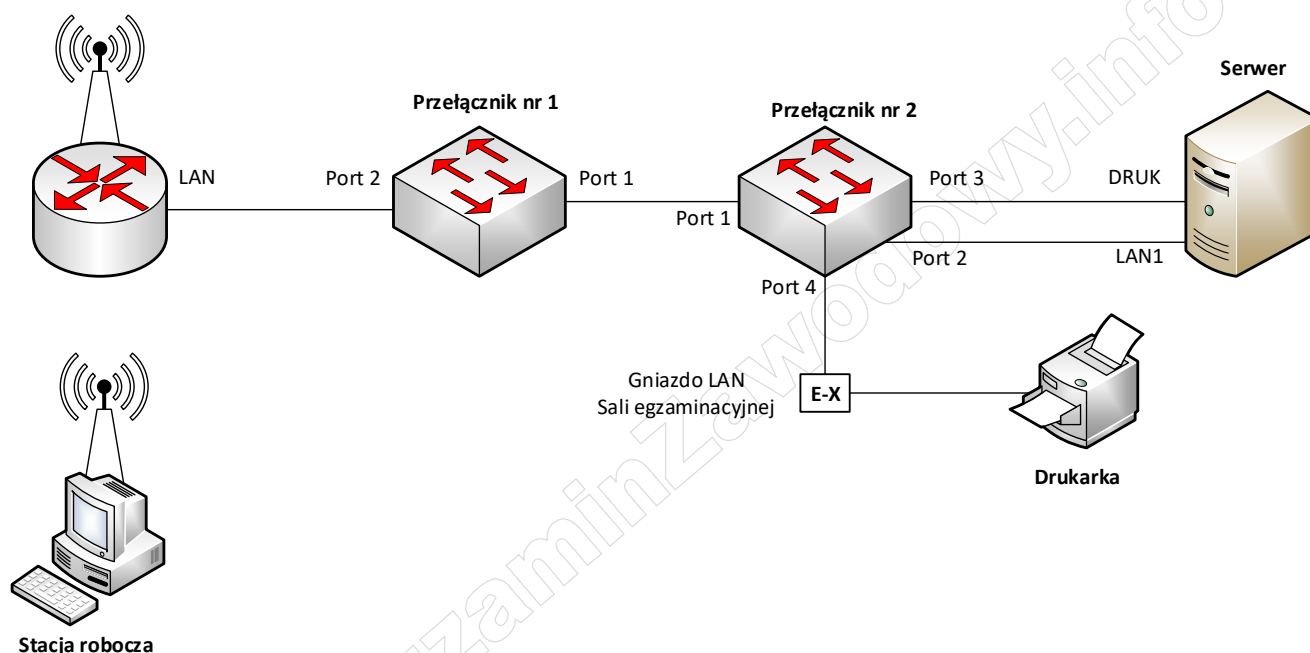 Serwer
Przełącznik nr 1
Przełącznik nr 2
LAN
Port 2
Port 1
Port 1
Port 3
DRUK
Port 2
LAN1
Port 4
Gniazdo LAN
Sali egzaminacyjnej
E-X
Drukarka
Stacja robocza
EgzaminZawodowy.info